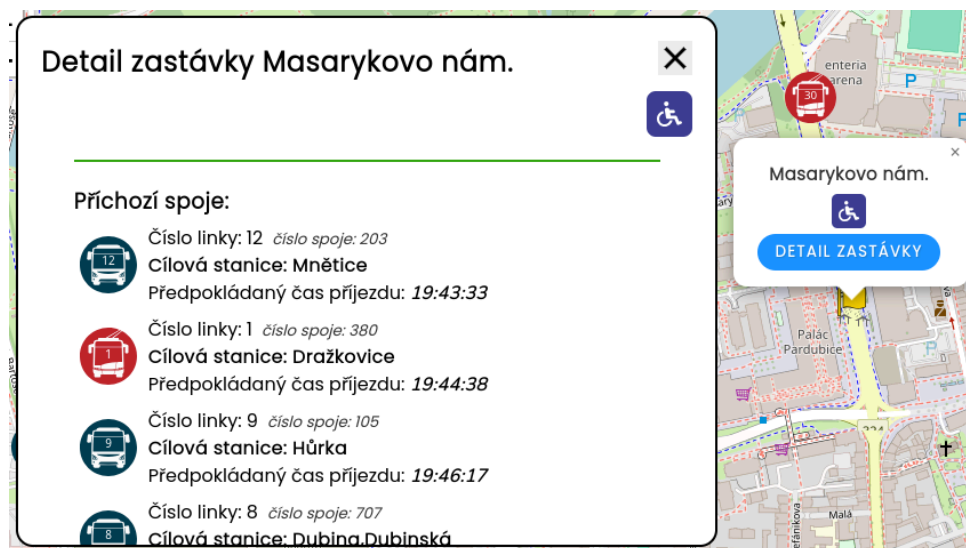 Detail zastávky Masarykovo nám.
Příchozí spoje:
12
Číslo linky: 12 číslo spoje: 203
Cílová stanice: Mnětice
Předpokládaný čas příjezdu: 19:43:33
1
Číslo linky: 1 číslo spoje: 380
Cílová stanice: Dražkovice
Předpokládaný čas příjezdu: 19:44:38
9
Číslo linky: 9 číslo spoje: 105
Cílová stanice: Hůrka
Předpokládaný čas příjezdu: 19:46:17
8
Číslo linky: 8 číslo spoje: 707
Cílová stanice: Dubina,Dubinská
enteria
arena
30
P
P
Masarykovo nám.
DETAIL ZASTÁVKY
Palác
Pardubice
P
324
Malá